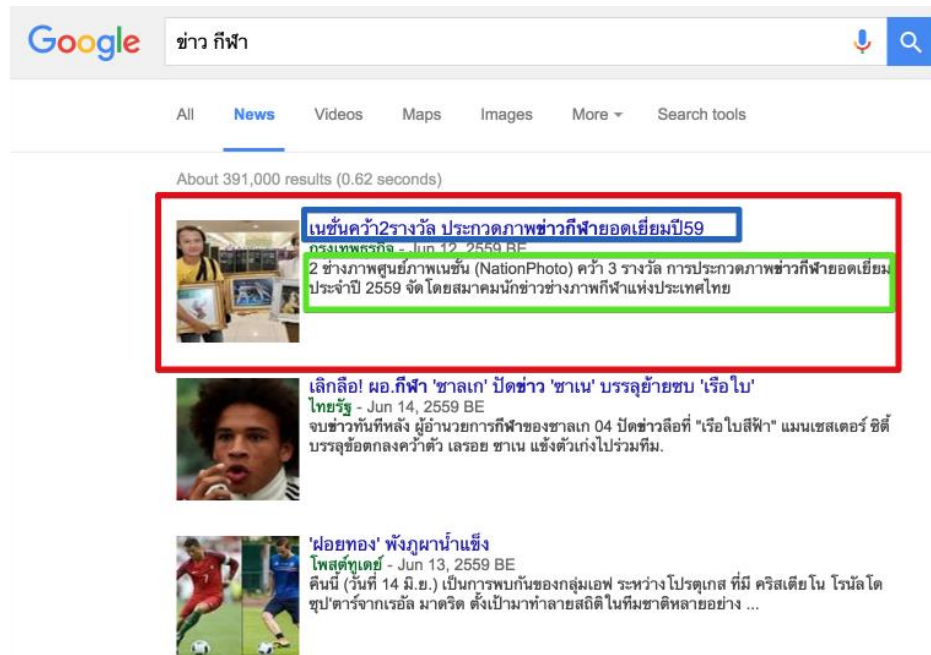 Google
ข่าว กีฬา
All News Videos Maps Images More Search tools
About 391,000 results (0.62 seconds)
เนชั่นคว้า2รางวัล ประกวดภาพข่าวกีฬายอดเยี่ยมปี59
กรุงเทพธุรกิจ - Jun 12, 2559 BE
2 ช่างภาพศูนย์ภาพเนชั่น (NationPhoto) คว้า 3 รางวัล การประกวดภาพข่าวกีฬายอดเยี่ยม
ประจำปี 2559 จัดโดยสมาคมนักข่าวช่างภาพกีฬาแห่งประเทศไทย
เลิกลือ! ผอ.กีฬา 'ชาลเก' ปัดข่าว 'ซาเน' บรรลุย้ายซบ 'เรือใบ'
ไทยรัฐ - Jun 14, 2559 BE
จบข่าวทันทีหลัง ผู้อำนวยการกีฬาของชาลเก 04 ปัดข่าวลือที่ "เรือใบสีฟ้า" แมนเชสเตอร์ ซิตี้
บรรลุข้อตกลงคว้าตัว เลรอย ซาเน แข้งตัวเก่งไปร่วมทีม.
'ฝอยทอง' พังภูผาน้ำแข็ง
โพสต์ทูเดย์ - Jun 13, 2559 BE
คืนนี้ (วันที่ 14 มิ.ย.) เป็นการพบกันของกลุ่มเอฟ ระหว่างโปรตุเกส ที่มี คริสเตียโน โรนัลโด
ซุป'ตาร์จากเรอัล มาดริด ตั้งเป้ามาทำลายสถิติในทีมชาติหลายอย่าง ...